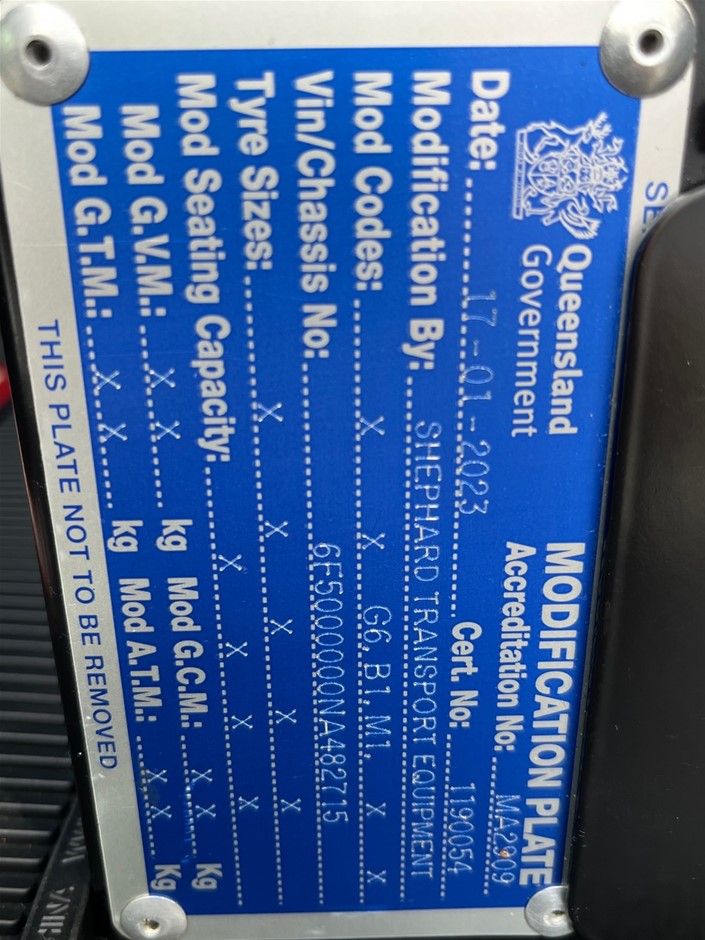 Queensland
Government
MODIFICATION PLATE
Accreditation No: MA2909
Date: 17-01-2023 Cert. No: 1190054
Modification By: SHEPHARD TRANSPORT EQUIPMENT
Mod Codes: X X G6, B1, M1, X X
Vin/Chassis No: 6F5000000NA482715
Tyre Sizes: X X X X X
Mod Seating Capacity: X X X X
Mod G.V.M.: X X kg Mod G.C.M.: X X Kg
Mod G.T.M.: X X kg Mod A.T.M.: X X Kg
THIS PLATE NOT TO BE REMOVED